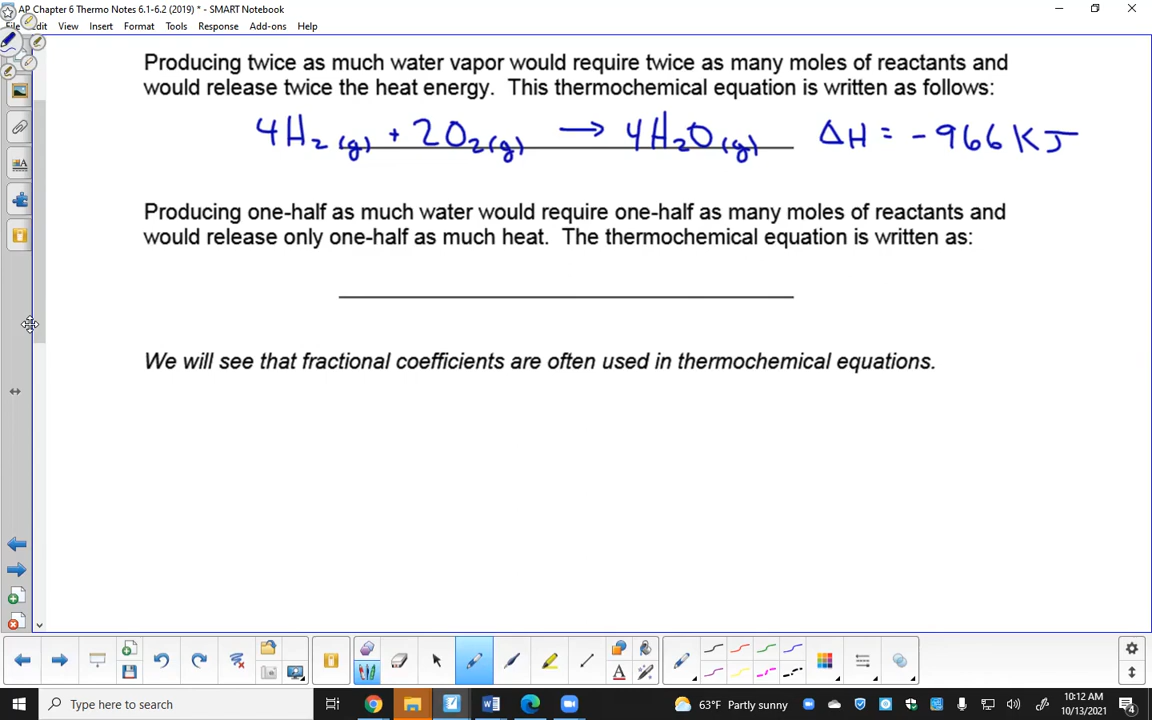 AP Chapter 6 Thermo Notes 6.1-6.2 (2019) * - SMART Notebook
View Insert Format Tools Response Add-ons Help
Producing twice as much water vapor would require twice as many moles of reactants and
would release twice the heat energy. This thermochemical equation is written as follows:
4H₂(g) + 2O₂(g) → 4H₂O(g) ΔH = -966 KJ
Producing one-half as much water would require one-half as many moles of reactants and
would release only one-half as much heat. The thermochemical equation is written as:
We will see that fractional coefficients are often used in thermochemical equations.
Type here to search
63°F Partly sunny
10:12 AM
10/13/2021
4